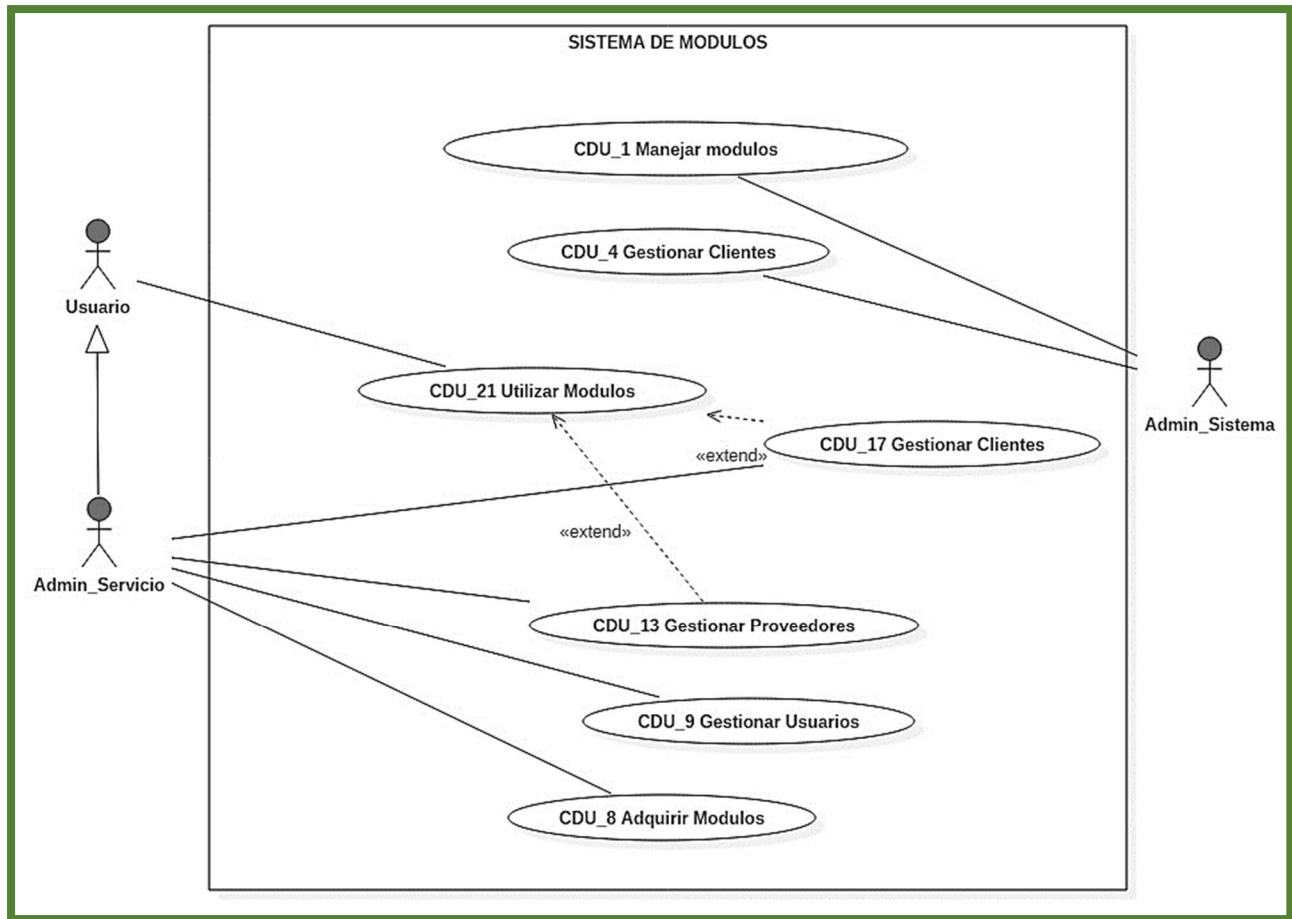 SISTEMA DE MODULOS
CDU_1 Manejar modulos
CDU_4 Gestionar Clientes
Usuario
CDU_21 Utilizar Modulos
Admin_Sistema
CDU_17 Gestionar Clientes
«extend»
«extend»
Admin_Servicio
CDU_13 Gestionar Proveedores
CDU_9 Gestionar Usuarios
CDU_8 Adquirir Modulos